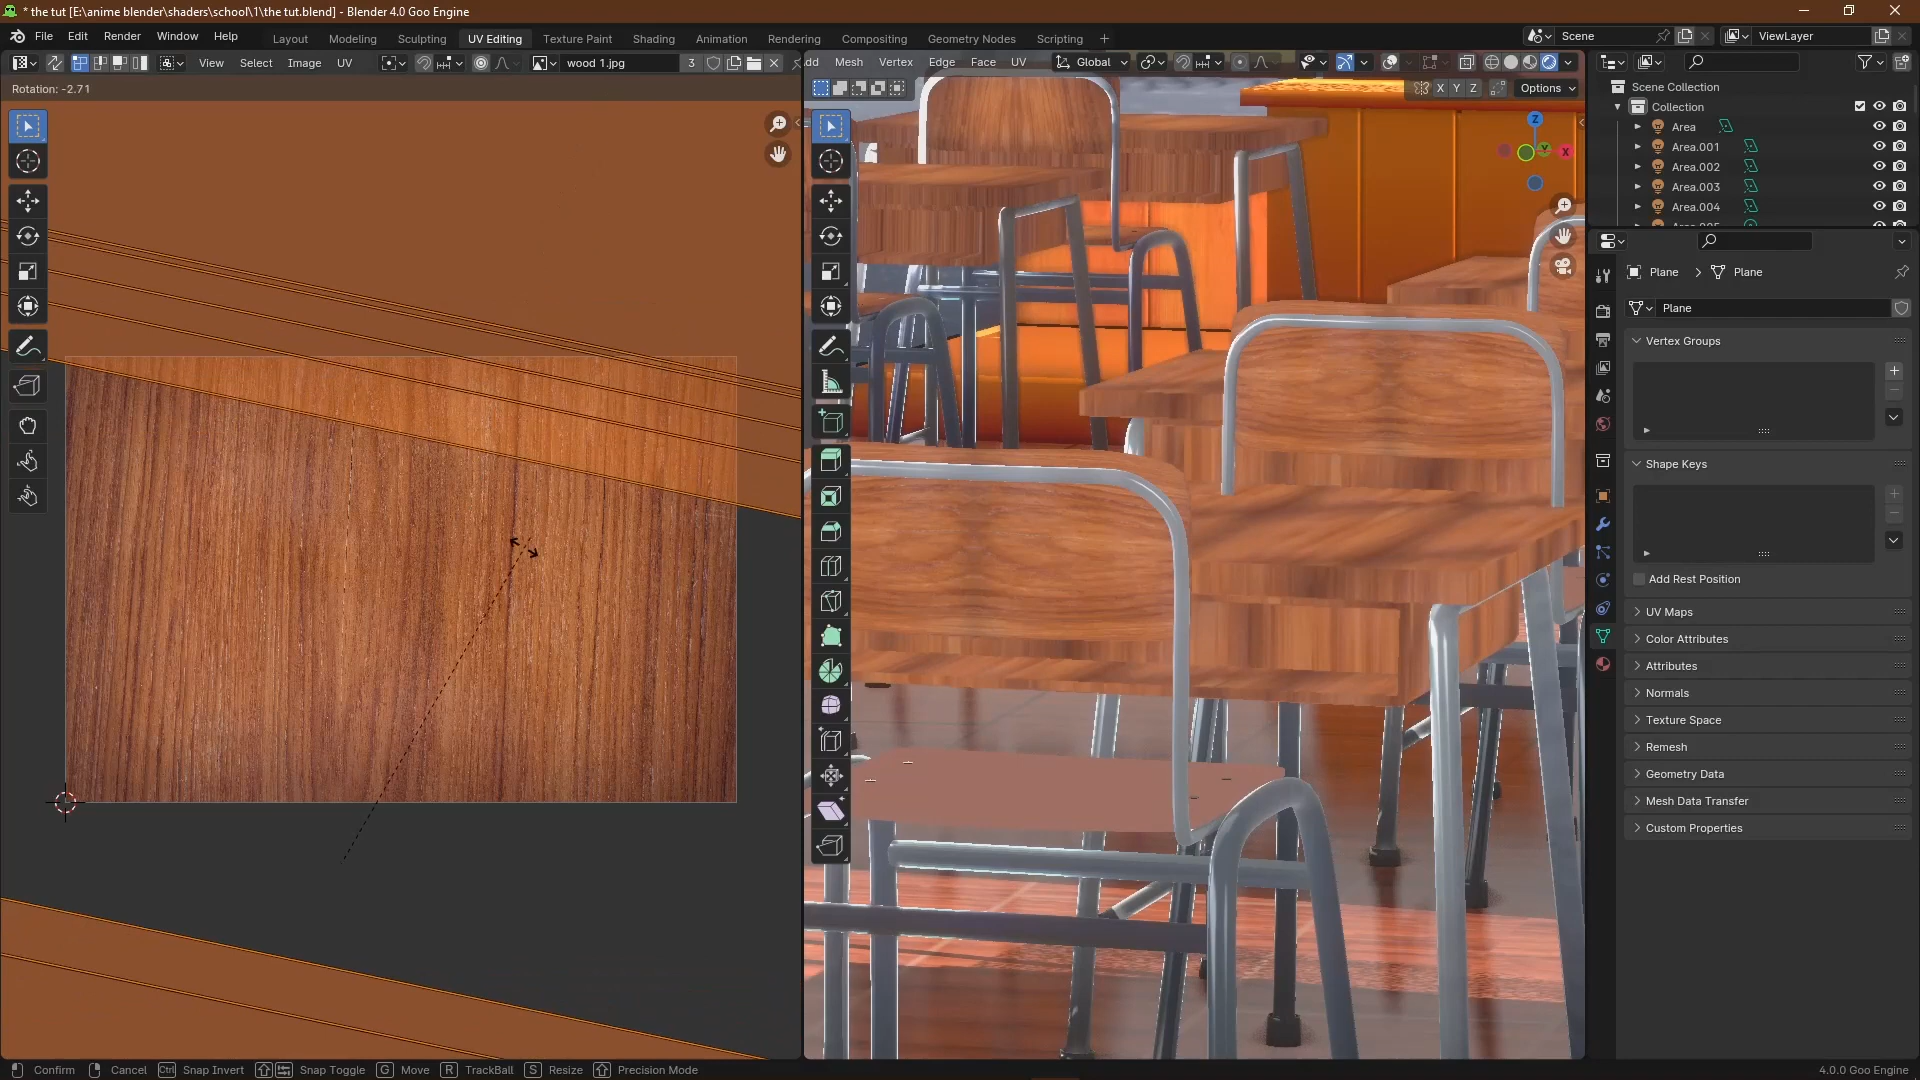 * the tut [E:\anime blender\shaders\school\1\the tut.blend] - Blender 4.0 Goo Engine
File Edit Render Window Help
Layout Modeling Sculpting UV Editing Texture Paint Shading Animation Rendering Compositing Geometry Nodes Scripting +
Scene
ViewLayer
View Select Image UV
wood 1.jpg
3
dd Mesh Vertex Edge Face UV
Global
Rotation: -2.71
X Y Z
Options
Z
Y
X
Scene Collection
Collection
Area
Area.001
Area.002
Area.003
Area.004
Plane > Plane
Plane
Vertex Groups
Shape Keys
Add Rest Position
UV Maps
Color Attributes
Attributes
Normals
Texture Space
Remesh
Geometry Data
Mesh Data Transfer
Custom Properties
Confirm Cancel Ctrl Snap Invert Snap Toggle G Move R TrackBall S Resize Precision Mode
4.0.0 Goo Engine